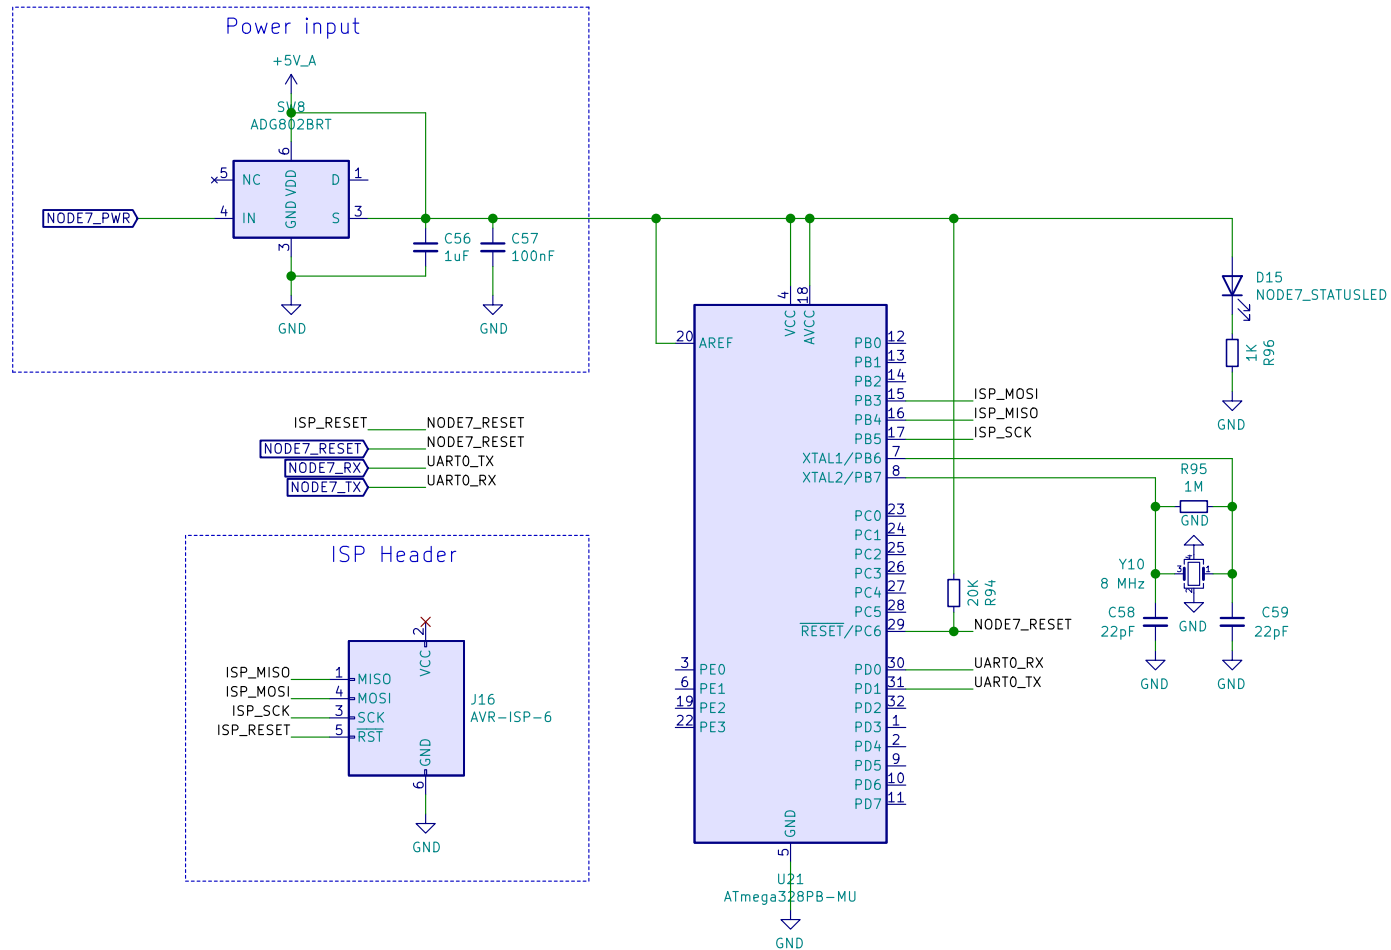 Power input
+5V_A
SW8
ADG802BRT
6
5
NC
VDD
D
1
NODE7_PWR
4
IN
GND
S
3
3
C56
1uF
C57
100nF
GND
GND
D15
NODE7_STATUSLED
1K
R96
GND
4
18
VCC
AVCC
20
AREF
PB0
12
PB1
13
PB2
14
PB3
15
ISP_MOSI
PB4
16
ISP_MISO
PB5
17
ISP_SCK
XTAL1/PB6
7
XTAL2/PB7
8
PC0
23
PC1
24
PC2
25
PC3
26
PC4
27
PC5
28
RESET/PC6
29
NODE7_RESET
20K
R94
3
PE0
6
PE1
19
PE2
22
PE3
PD0
30
UART0_RX
PD1
31
UART0_TX
PD2
32
PD3
1
PD4
2
PD5
9
PD6
10
PD7
11
GND
5
U21
ATmega328PB-MU
GND
R95
1M
GND
Y10
8 MHz
4
3
1
2
GND
C58
22pF
C59
22pF
GND
GND
ISP_RESET
NODE7_RESET
NODE7_RESET
NODE7_RESET
NODE7_RX
UART0_TX
NODE7_TX
UART0_RX
ISP Header
2
VCC
ISP_MISO
1
MISO
ISP_MOSI
4
MOSI
ISP_SCK
3
SCK
ISP_RESET
5
RST
J16
AVR-ISP-6
GND
6
GND